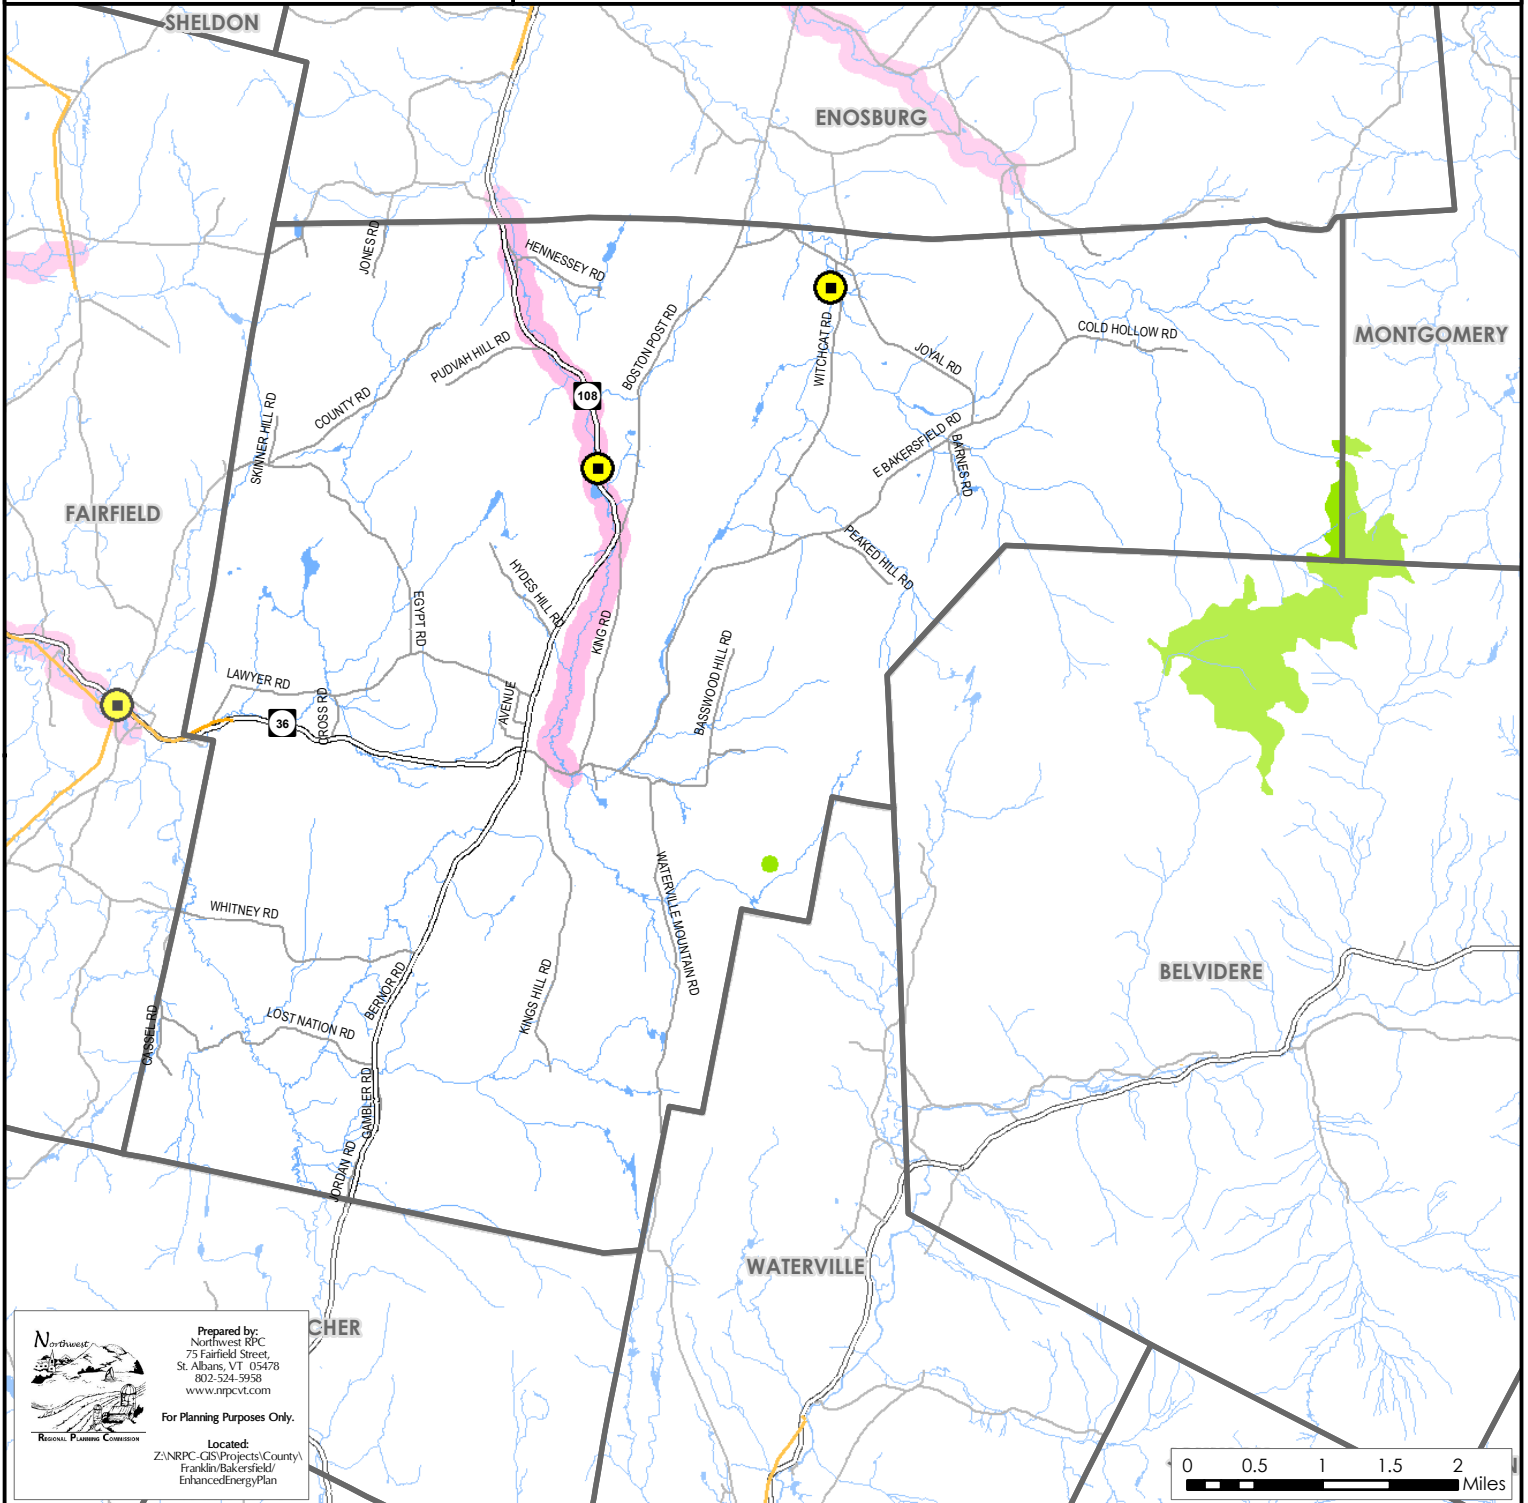 SHELDON
ENOSBURG
JONES RD
HENNESSEY RD
BOSTON POST RD
WITCHCAT RD
COLD HOLLOW RD
MONTGOMERY
PUDVAH HILL RD
JOYAL RD
108
COUNTY RD
SKINNER HILL RD
E BAKERSFIELD RD
BARNES RD
FAIRFIELD
PEAKED HILL RD
HYDES HILL RD
EGYPT RD
KING RD
BASSWOOD HILL RD
LAWYER RD
CROSS RD
AVENUE
36
WATERVILLE MOUNTAIN RD
WHITNEY RD
BELVIDERE
BERNOR RD
KINGS HILL RD
LOST NATION RD
CASSEL RD
GAMBLER RD
JORDAN RD
WATERVILLE
CHER
Northwest
REGIONAL PLANNING COMMISSION
Prepared by:
Northwest RPC
75 Fairfield Street,
St. Albans, VT 05478
802-524-5958
www.nrpcvt.com
For Planning Purposes Only.
Located:
Z:\NRPC-GIS\Projects\County\
Franklin/Bakersfield/
EnhancedEnergyPlan
0 0.5 1 1.5 2
Miles